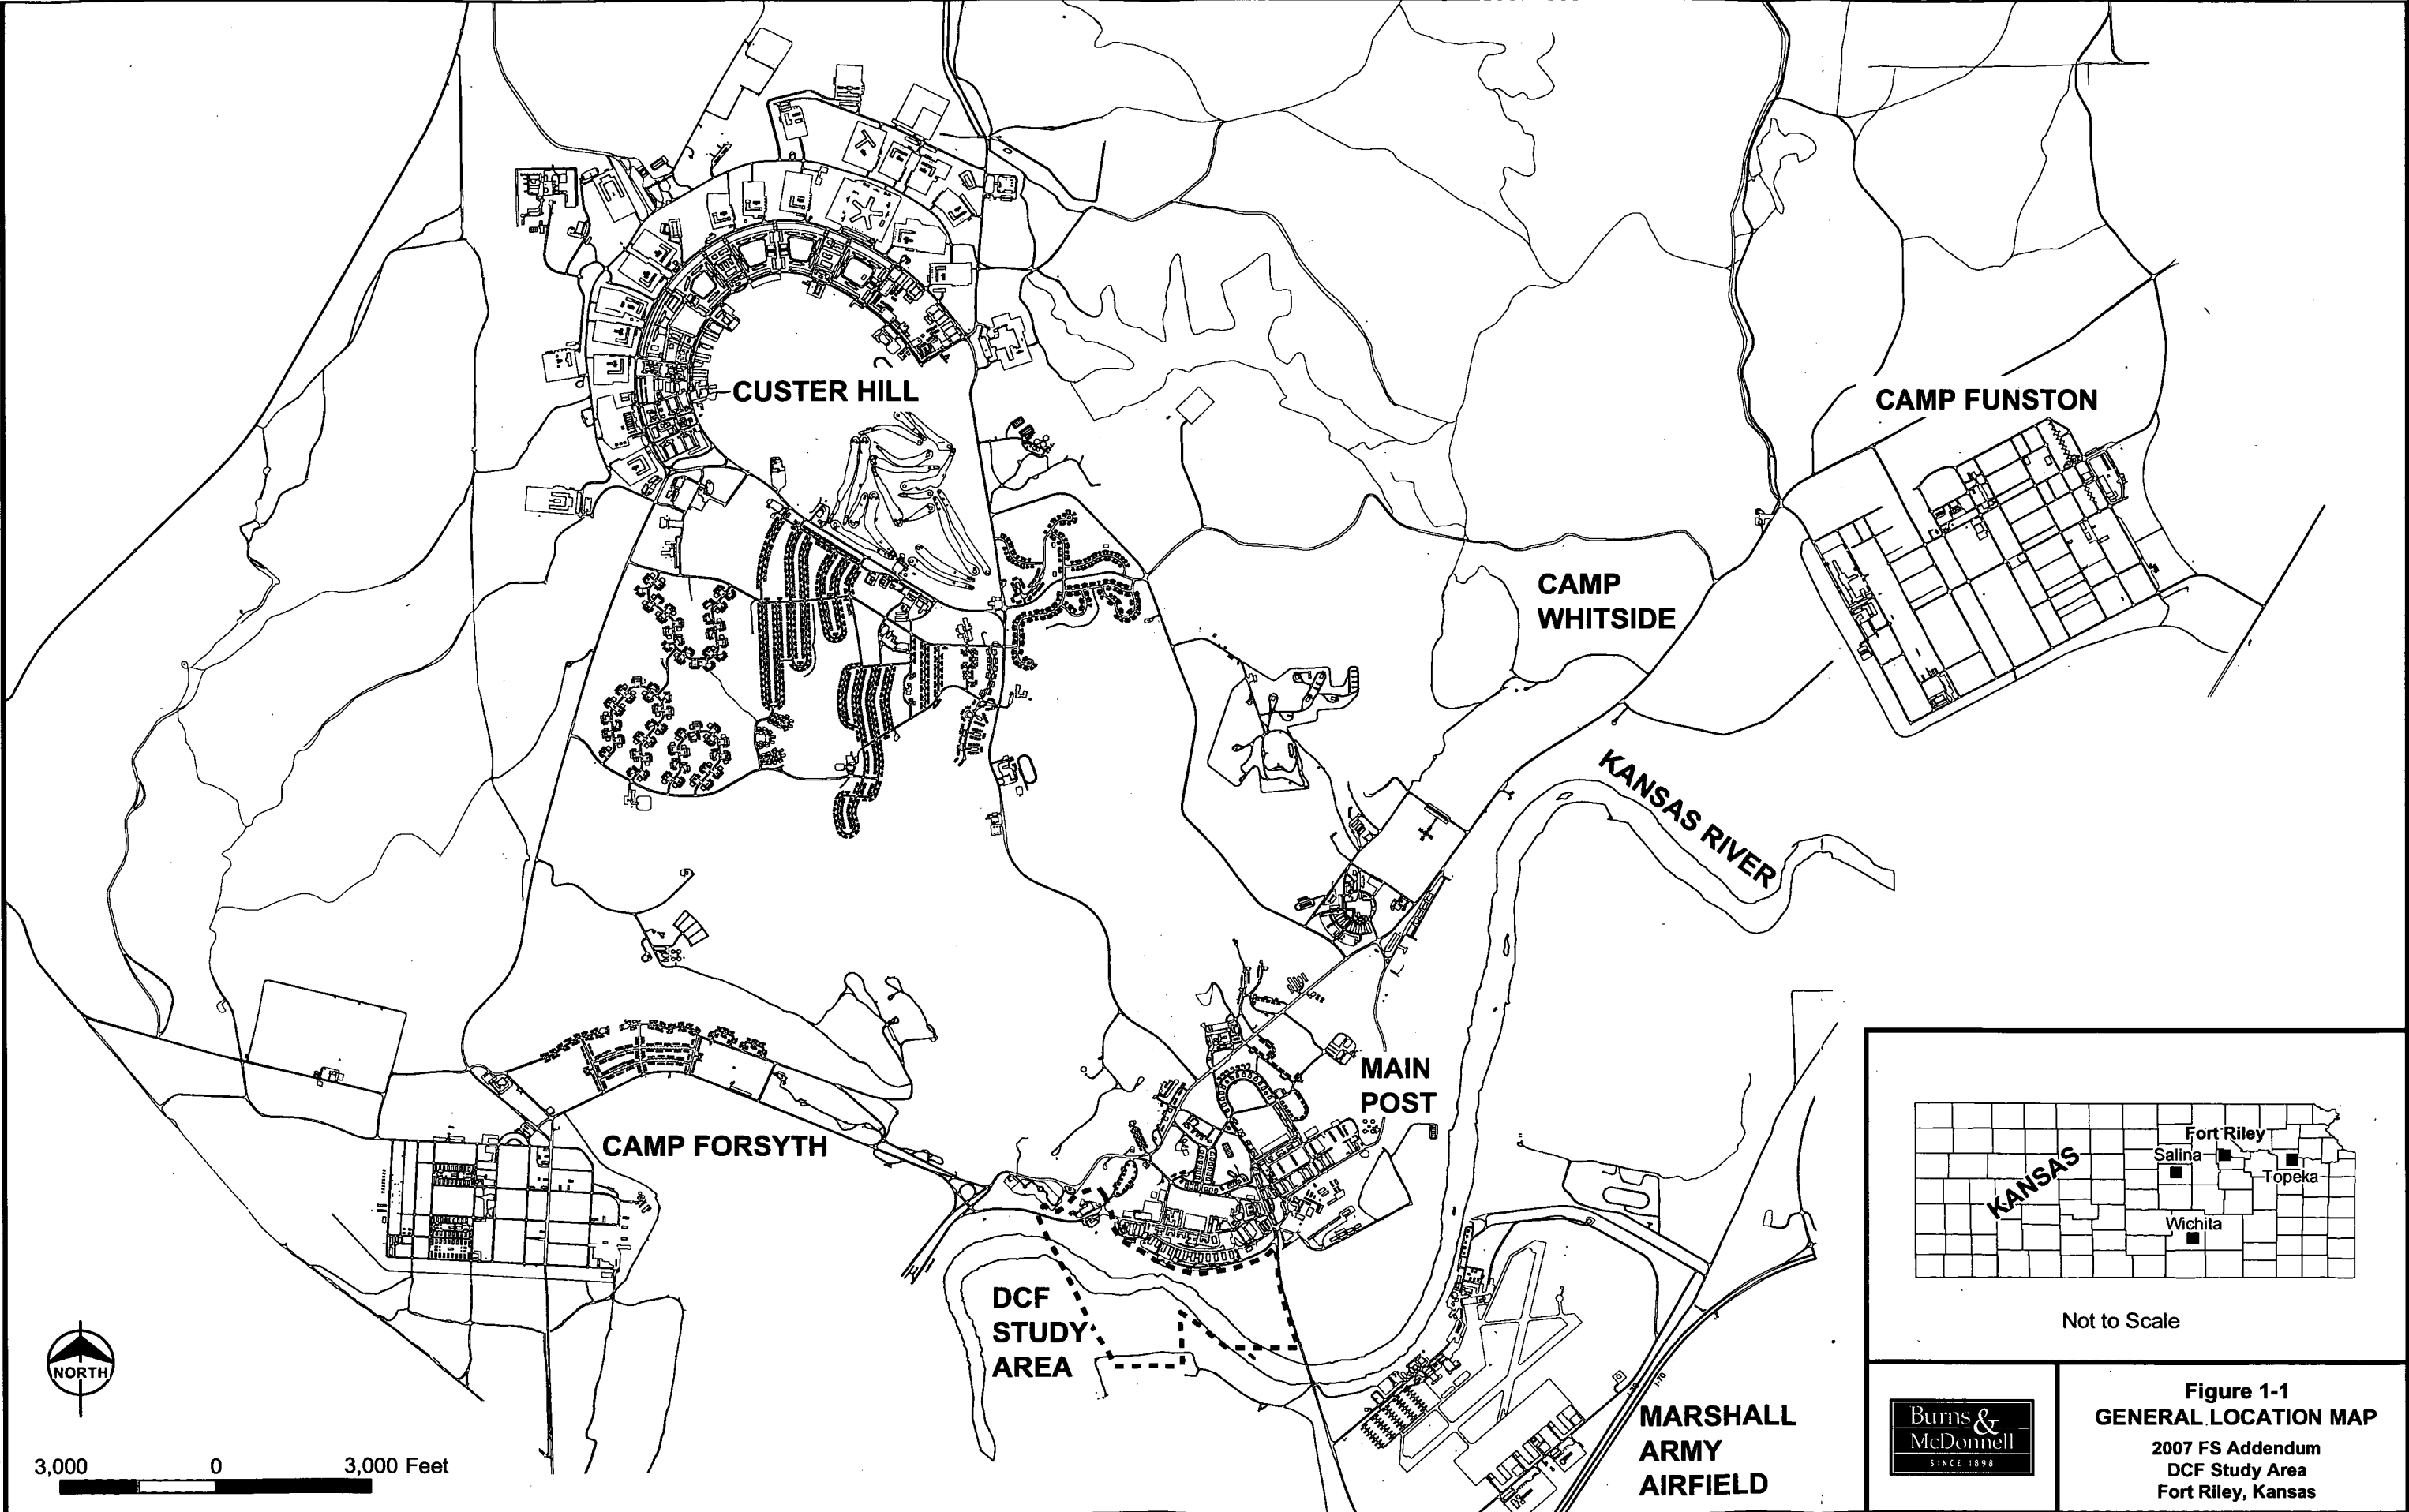 CUSTER HILL
CAMP FUNSTON
CAMP
WHITSIDE
KANSAS RIVER
MAIN
POST
CAMP FORSYTH
DCF
STUDY
AREA
MARSHALL
ARMY
AIRFIELD
I-70
I-70
NORTH
3,000 0 3,000 Feet
Fort Riley
Salina
Topeka
KANSAS
Wichita
Not to Scale
Burns &
McDonnell
SINCE 1898
Figure 1-1
GENERAL LOCATION MAP
2007 FS Addendum
DCF Study Area
Fort Riley, Kansas